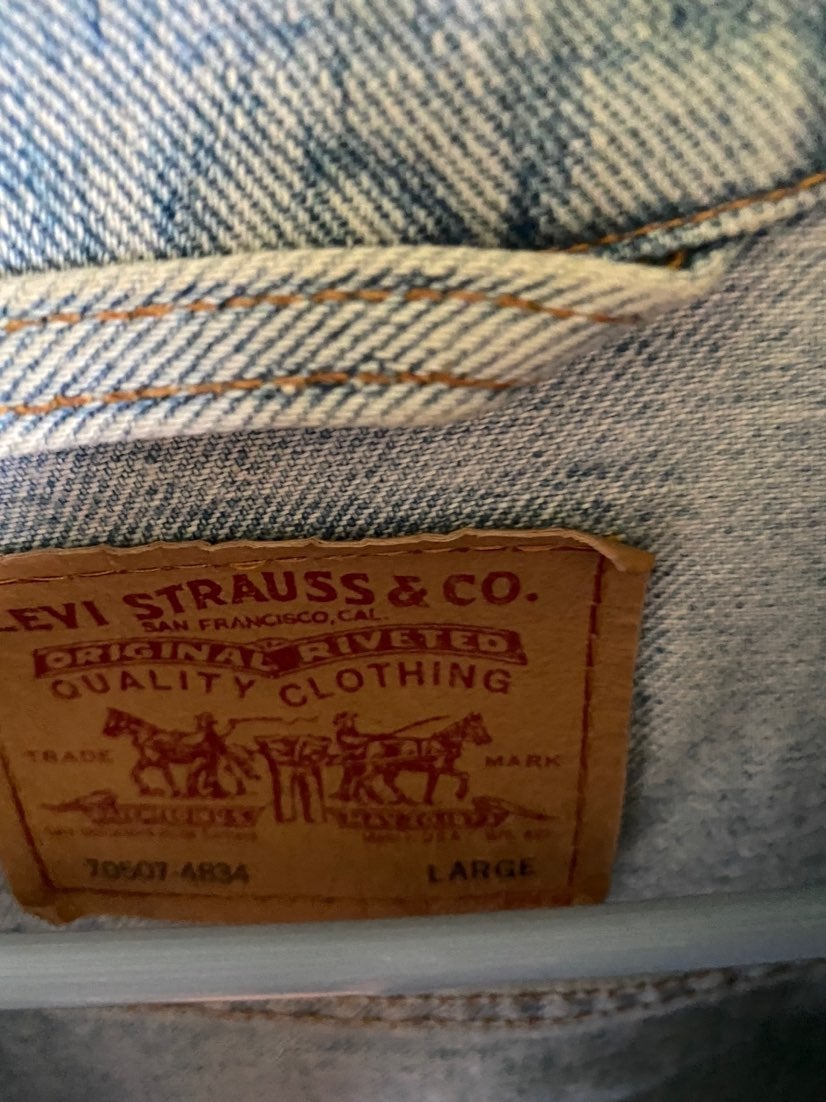 LEVI STRAUSS & CO.
SAN FRANCISCO, CAL.
ORIGINAL RIVETED
QUALITY CLOTHING
TRADE MARK
70507-4834 LARGE